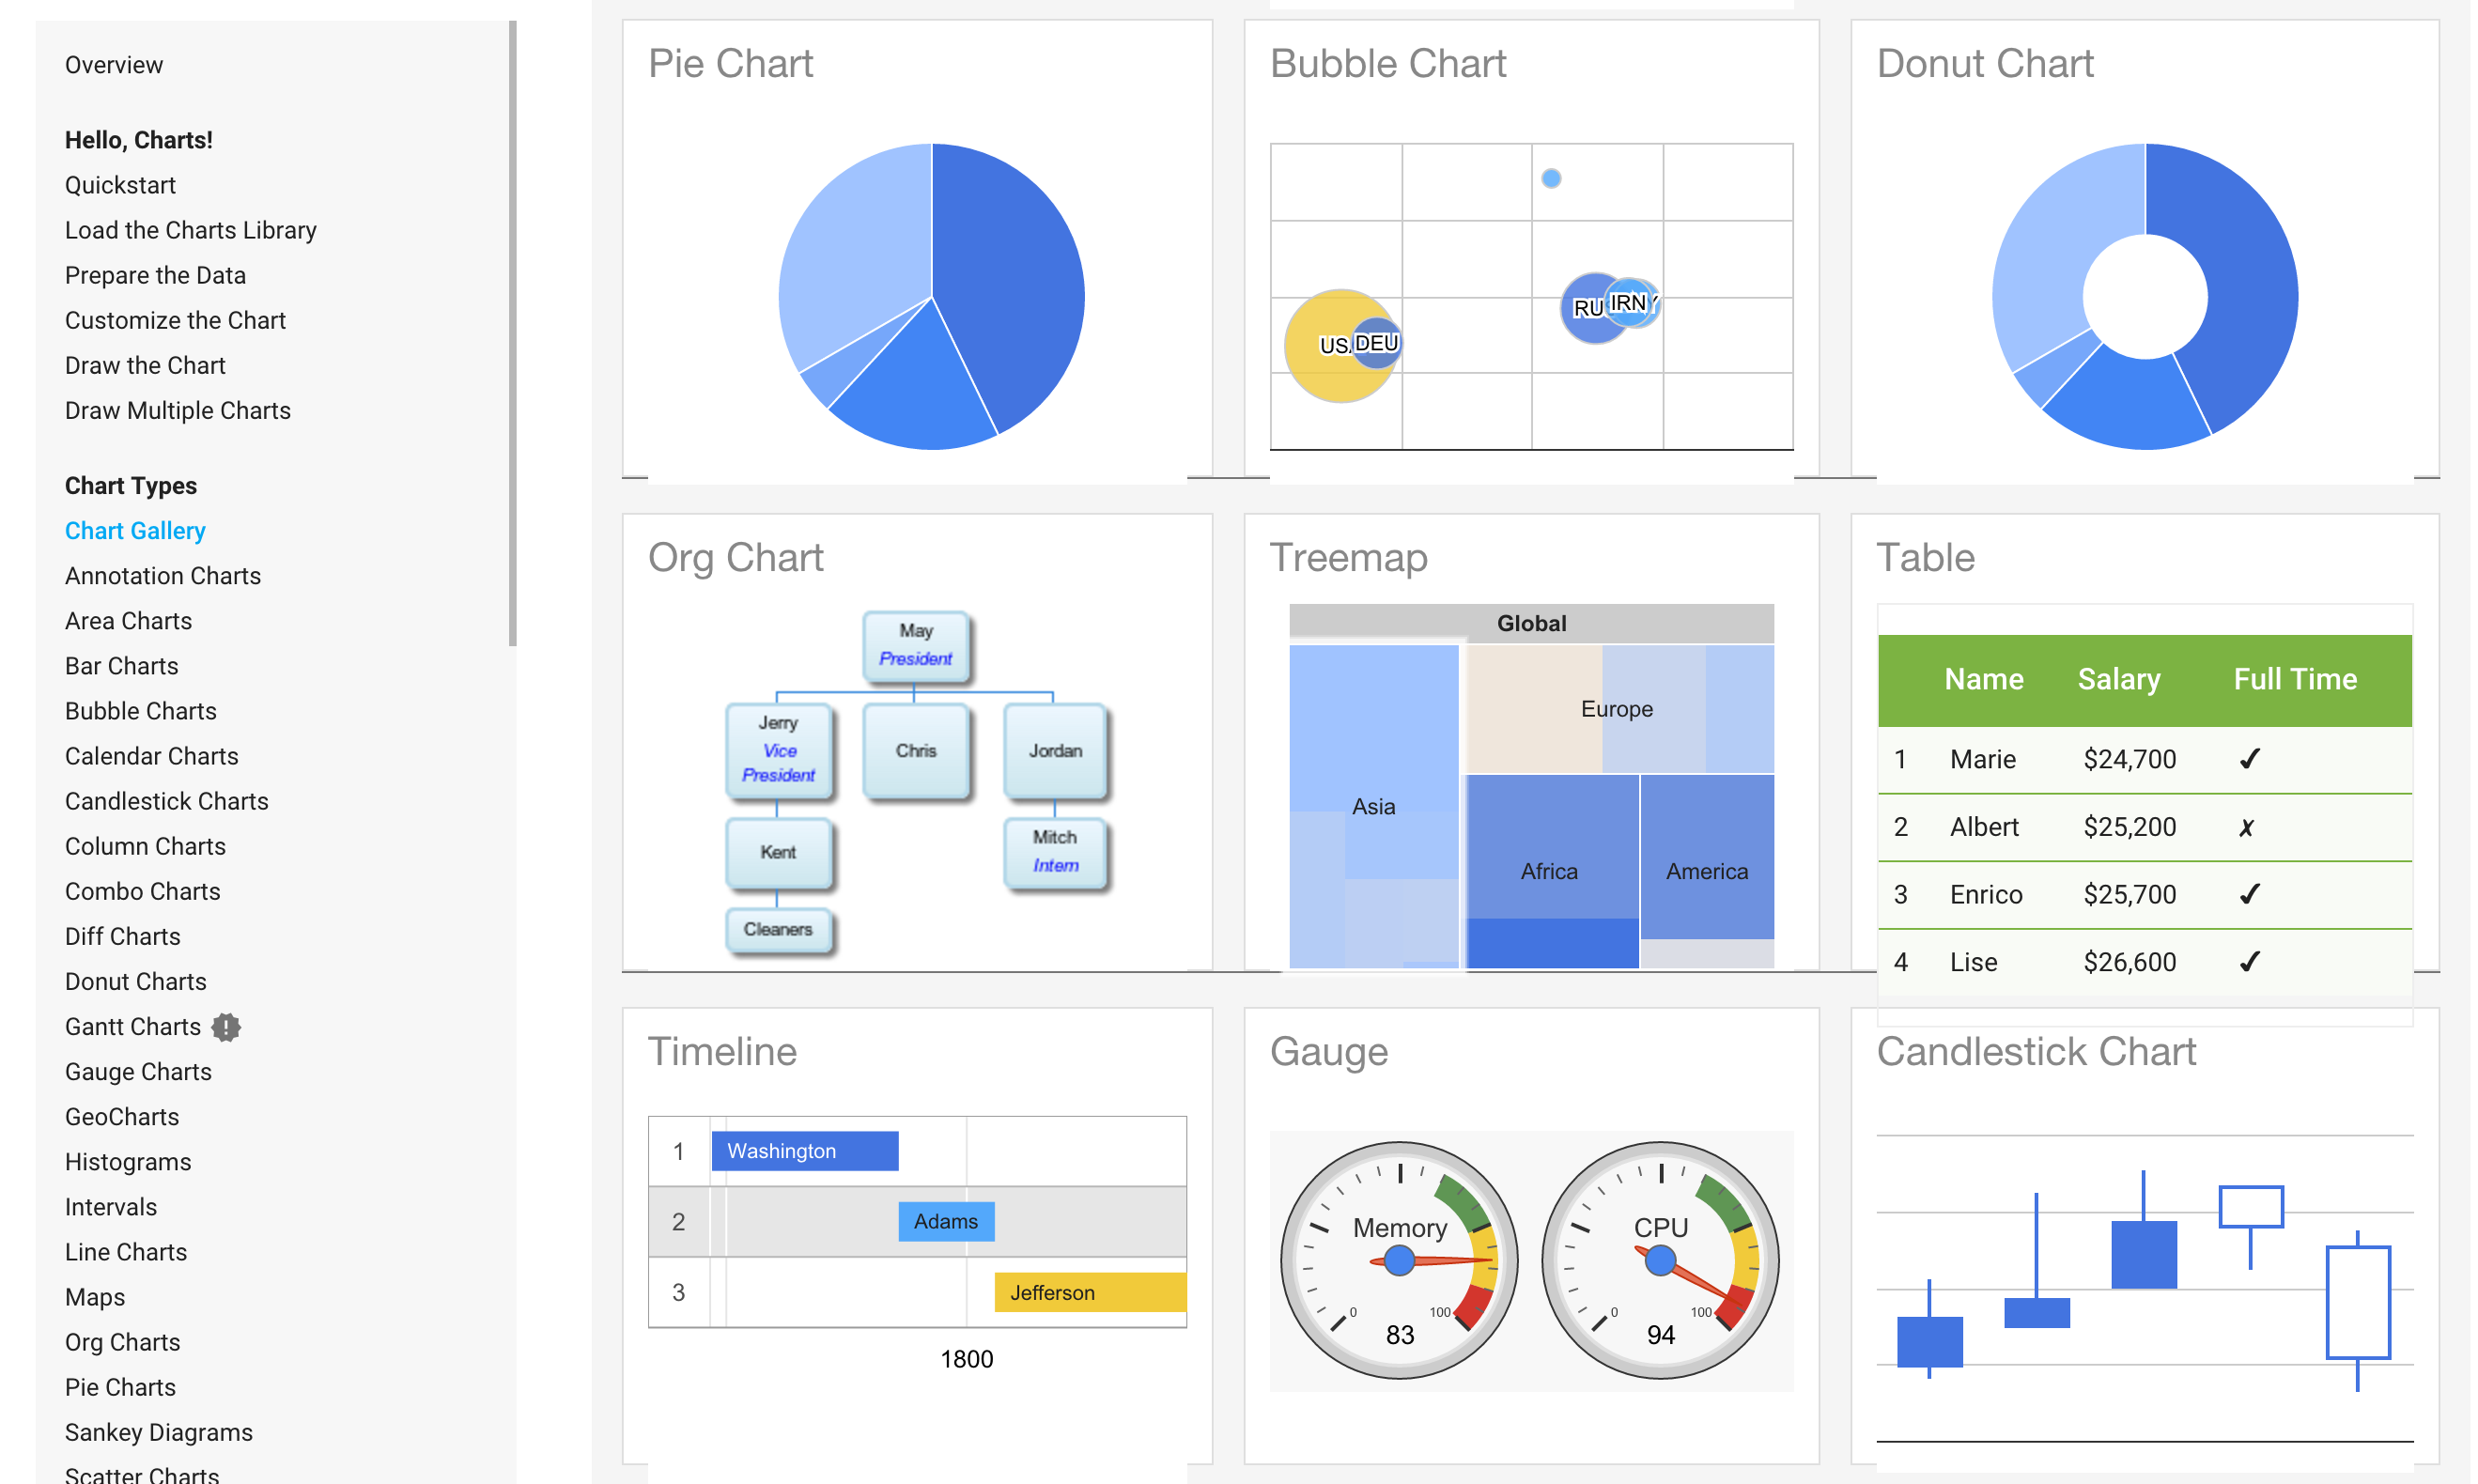 Overview
Hello, Charts!
Quickstart
Load the Charts Library
Prepare the Data
Customize the Chart
Draw the Chart
Draw Multiple Charts
Chart Types
Chart Gallery
Annotation Charts
Area Charts
Bar Charts
Bubble Charts
Calendar Charts
Candlestick Charts
Column Charts
Combo Charts
Diff Charts
Donut Charts
Gantt Charts
Gauge Charts
GeoCharts
Histograms
Intervals
Line Charts
Maps
Org Charts
Pie Charts
Sankey Diagrams
Scatter Charts
Pie Chart
Bubble Chart
DEU
IRN
Donut Chart
Org Chart
May
President
Jerry
Vice
President
Chris
Jordan
Kent
Mitch
Intern
Cleaners
Treemap
Global
Europe
Asia
Africa
America
Table
Name Salary Full Time
1 Marie $24,700 ✔
2 Albert $25,200 ✗
3 Enrico $25,700 ✔
4 Lise $26,600 ✔
Timeline
1 Washington
2 Adams
3 Jefferson
1800
Gauge
Memory
0 100
83
CPU
0 100
94
Candlestick Chart